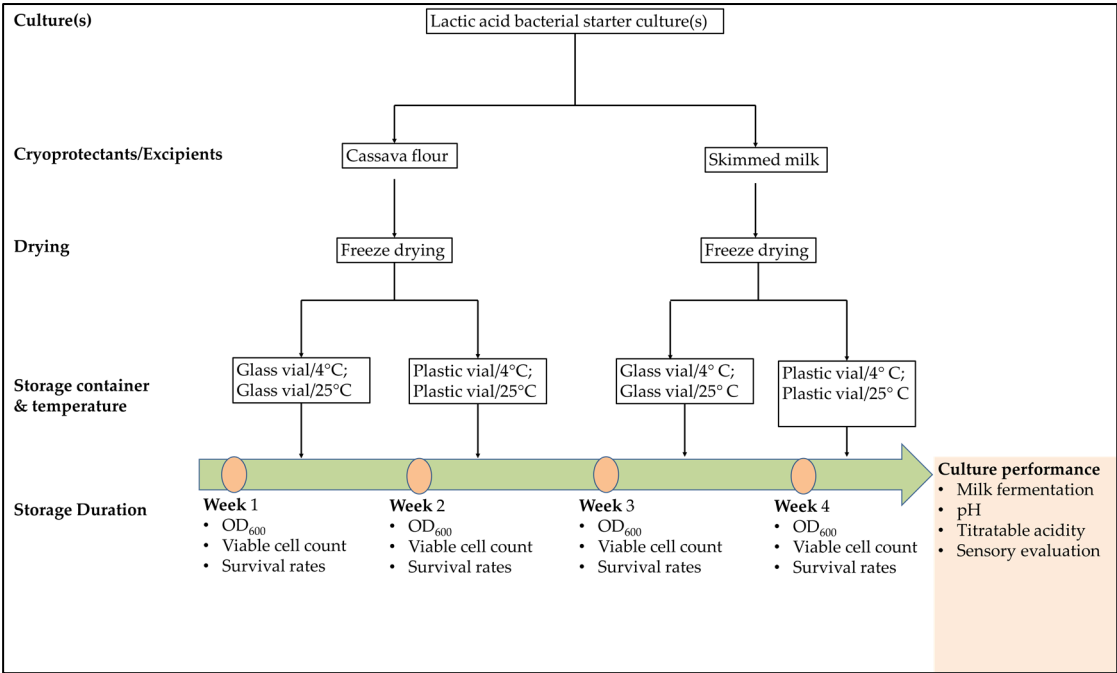 Culture(s)
Lactic acid bacterial starter culture(s)
Cryoprotectants/Excipients
Cassava flour
Skimmed milk
Drying
Freeze drying
Freeze drying
Storage container
& temperature
Glass vial/4°C;
Glass vial/25°C
Plastic vial/4°C;
Plastic vial/25°C
Glass vial/4° C;
Glass vial/25° C
Plastic vial/4° C;
Plastic vial/25° C
Storage Duration
Week 1
• OD₆₀₀
• Viable cell count
• Survival rates
Week 2
• OD₆₀₀
• Viable cell count
• Survival rates
Week 3
• OD₆₀₀
• Viable cell count
• Survival rates
Week 4
• OD₆₀₀
• Viable cell count
• Survival rates
Culture performance
• Milk fermentation
• pH
• Titratable acidity
• Sensory evaluation